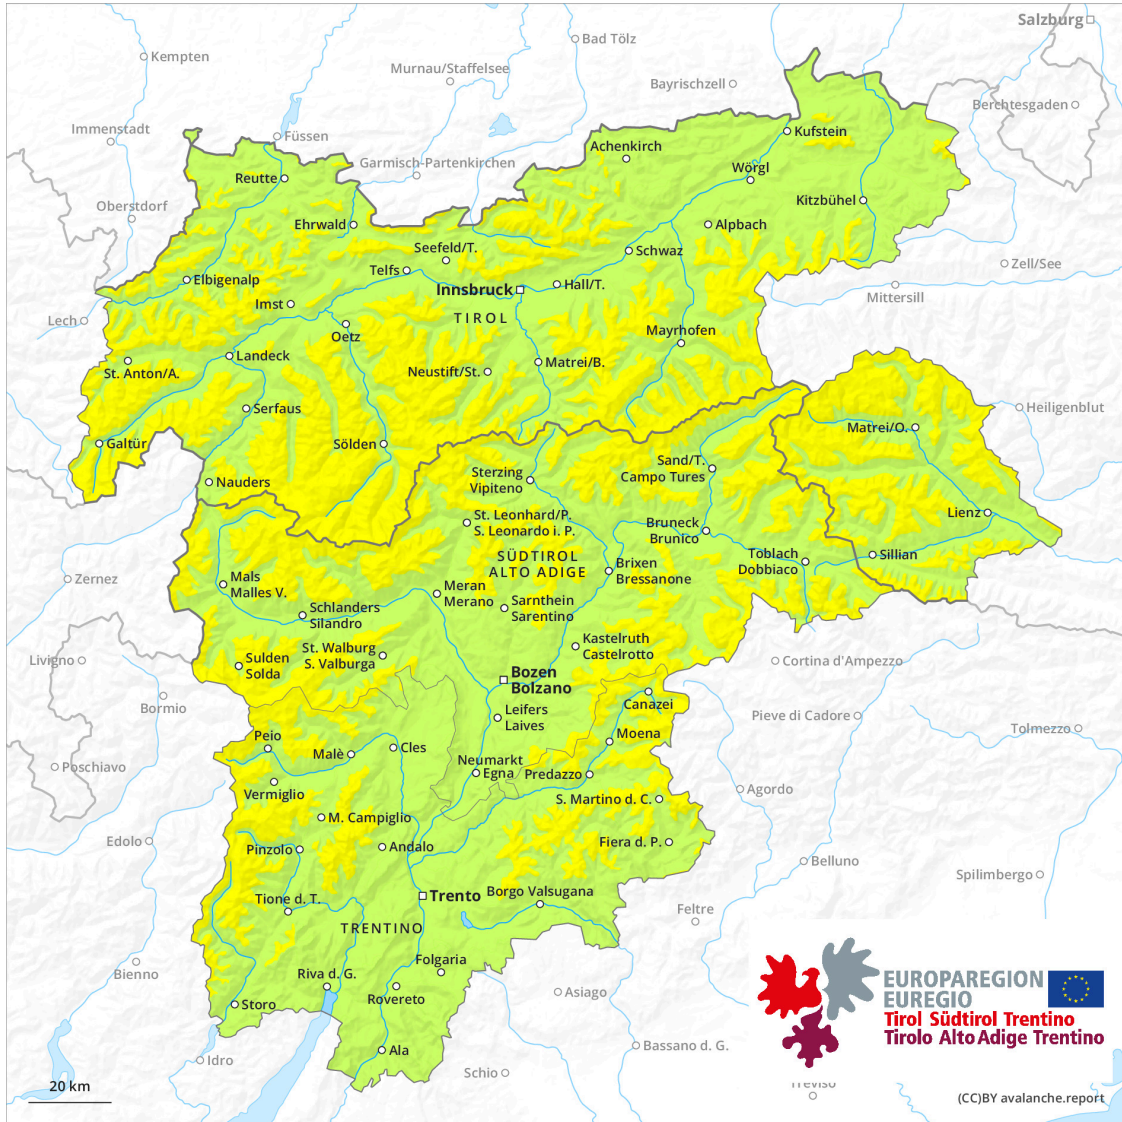 Salzburg
Bad Tölz
Kempten
Murnau/Staffelsee
Bayrischzell
Berchtesgaden
Immenstadt
Füssen
Kufstein
Achenkirch
Garmisch-Partenkirchen
Wörgl
Reutte
Kitzbühel
Oberstdorf
Ehrwald
Alpbach
Seefeld/T.
Schwaz
Zell/See
Telfs
Elbigenalp
Innsbruck
Hall/T.
Mittersill
Imst
TIROL
Lech
Oetz
Mayrhofen
Landeck
Matrei/B.
St. Anton/A.
Neustift/St.
Serfaus
Heiligenblut
Matrei/O.
Galtür
Sölden
Sand/T.
Campo Tures
Sterzing
Vipiteno
Nauders
St. Leonhard/P.
S. Leonardo i. P.
Lienz
Bruneck
Brunico
SÜDTIROL
ALTO ADIGE
Toblach
Dobbiaco
Sillian
Brixen
Bressanone
Zernez
Mals
Malles V.
Meran
Merano
Sarnthein
Sarentino
Schlanders
Silandro
Kastelruth
Castelrotto
St. Walburg
S. Valburga
Livigno
Sulden
Solda
Cortina d'Ampezzo
Bozen
Bolzano
Bormio
Canazei
Leifers
Laives
Pieve di Cadore
Tolmezzo
Moena
Peio
Malè
Cles
Neumarkt
Egna
Predazzo
Poschiavo
Vermiglio
S. Martino d. C.
Agordo
M. Campiglio
Edolo
Pinzolo
Andalo
Fiera d. P.
Belluno
Spilimbergo
Tione d. T.
Trento
Borgo Valsugana
Feltre
TRENTINO
Folgaria
Bienno
Riva d. G.
Rovereto
Asiago
EUROPAREGION
EUREGIO
Tirol Südtirol Trentino
Tirolo Alto Adige Trentino
Storo
Ala
Idro
Bassano d. G.
Schio
Treviso
20 km
(CC)BY avalanche.report